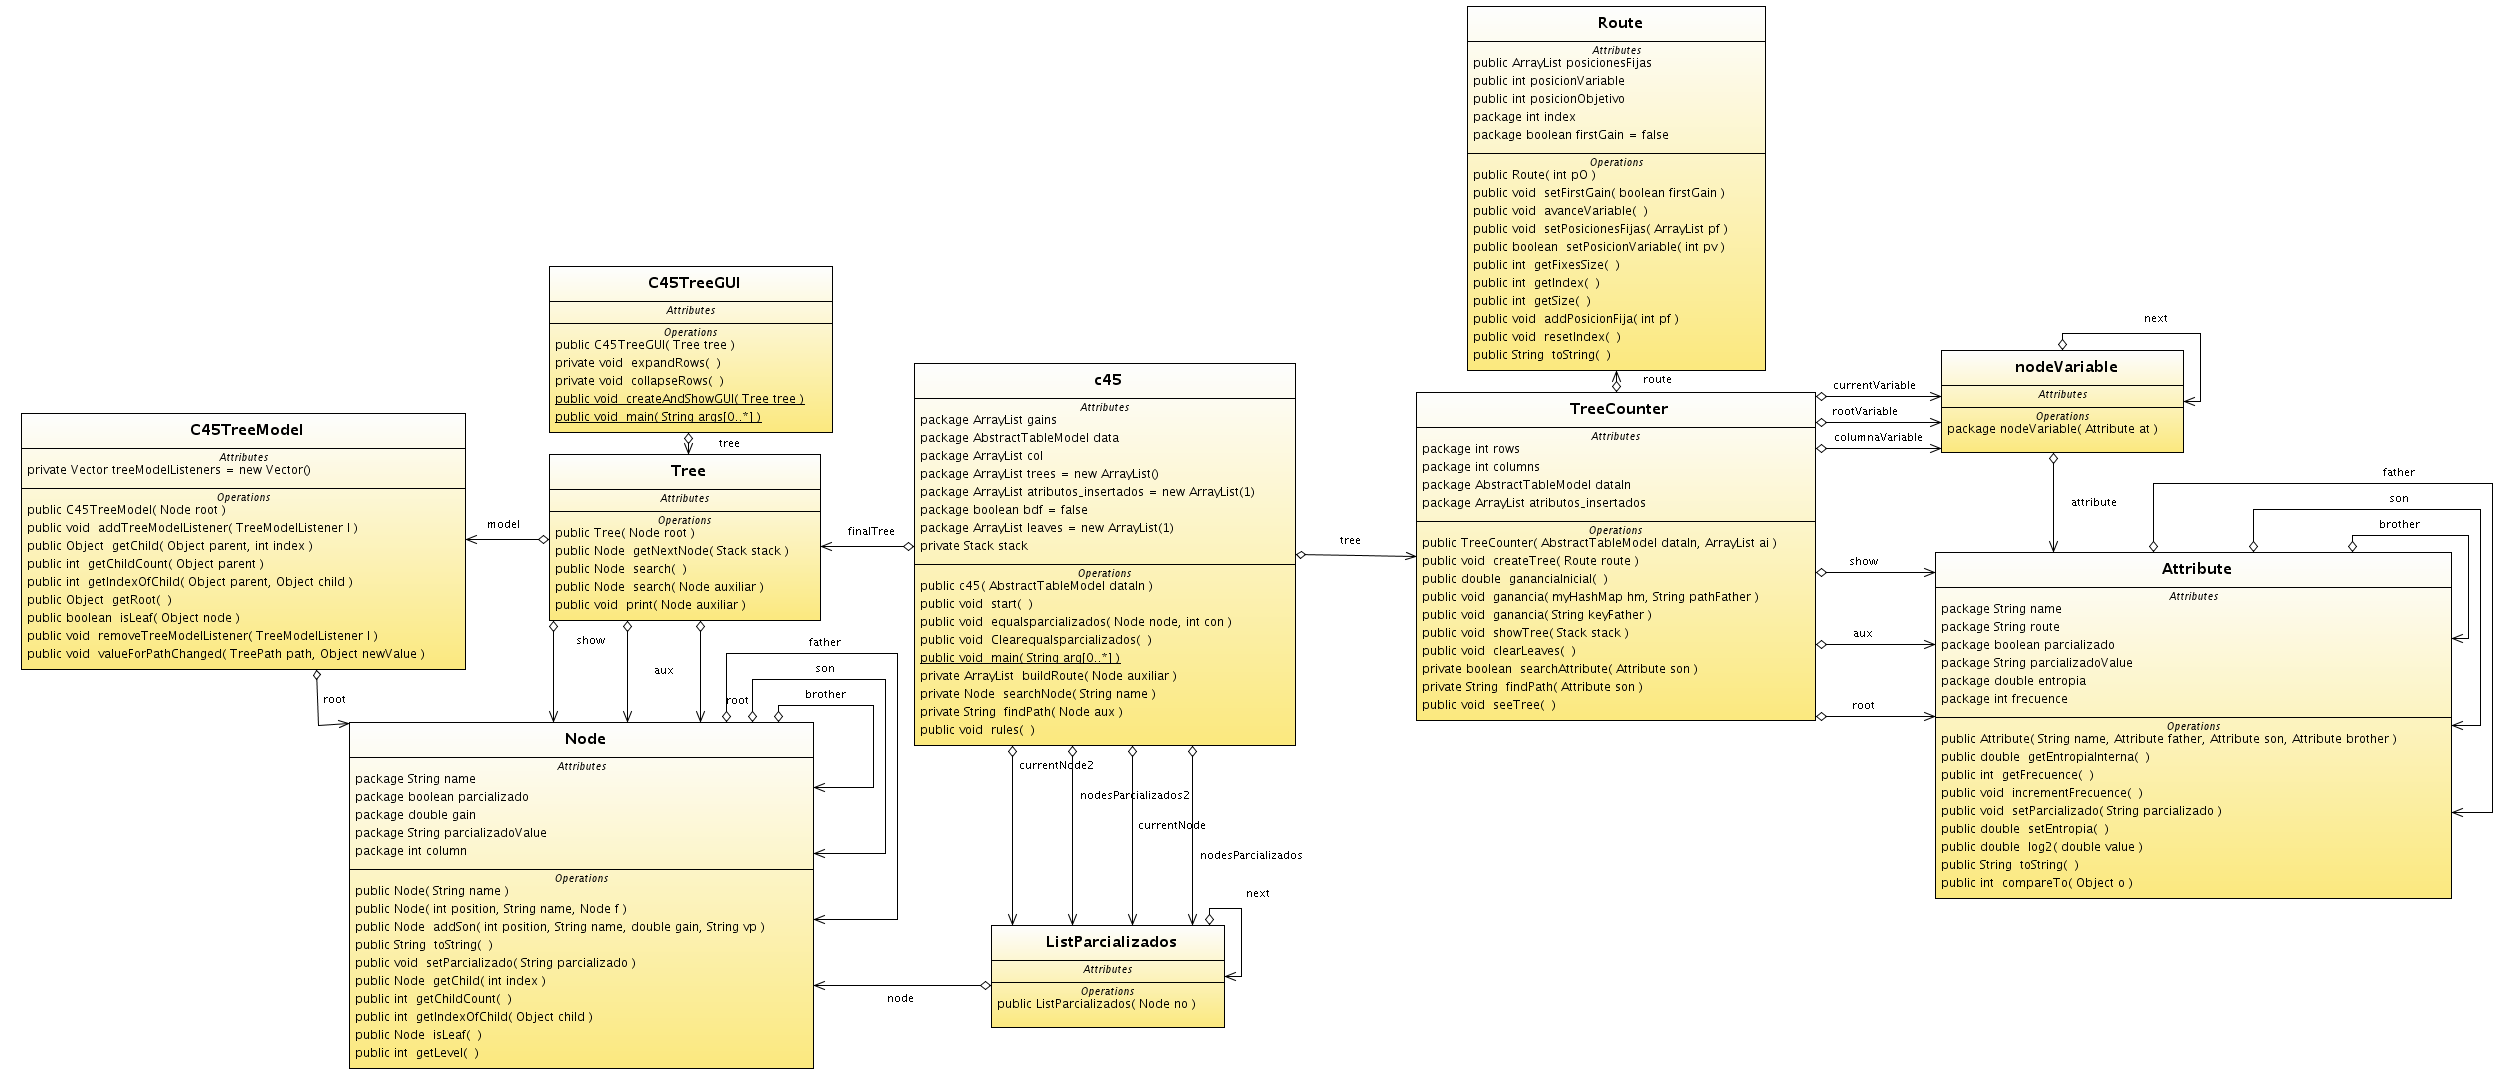 Route
Attributes
public ArrayList posicionesFijas
public int posicionVariable
public int posicionObjetivo
package int index
package boolean firstGain = false
Operations
public Route( int pO )
public void  setFirstGain( boolean firstGain )
public void  avanceVariable(  )
public void  setPosicionesFijas( ArrayList pf )
public boolean  setPosicionVariable( int pv )
public int  getFixesSize(  )
public int  getIndex(  )
public int  getSize(  )
public void  addPosicionFija( int pf )
public void  resetIndex(  )
public String  toString(  )
route
C45TreeGUI
Attributes
Operations
public C45TreeGUI( Tree tree )
private void  expandRows(  )
private void  collapseRows(  )
public void  createAndShowGUI( Tree tree )
public void  main( String args[0..*] )
tree
C45TreeModel
Attributes
private Vector treeModelListeners = new Vector()
Operations
public C45TreeModel( Node root )
public void  addTreeModelListener( TreeModelListener l )
public Object  getChild( Object parent, int index )
public int  getChildCount( Object parent )
public int  getIndexOfChild( Object parent, Object child )
public Object  getRoot(  )
public boolean  isLeaf( Object node )
public void  removeTreeModelListener( TreeModelListener l )
public void  valueForPathChanged( TreePath path, Object newValue )
root
model
Tree
Attributes
Operations
public Tree( Node root )
public Node  getNextNode( Stack stack )
public Node  search(  )
public Node  search( Node auxiliar )
public void  print( Node auxiliar )
show
aux
root
finalTree
c45
Attributes
package ArrayList gains
package AbstractTableModel data
package ArrayList col
package ArrayList trees = new ArrayList()
package ArrayList atributos_insertados = new ArrayList(1)
package boolean bdf = false
package ArrayList leaves = new ArrayList(1)
private Stack stack
Operations
public c45( AbstractTableModel dataIn )
public void  start(  )
public void  equalsparcializados( Node node, int con )
public void  Clearequalsparcializados(  )
public void  main( String arg[0..*] )
private ArrayList  buildRoute( Node auxiliar )
private Node  searchNode( String name )
private String  findPath( Node aux )
public void  rules(  )
tree
currentNode2
nodesParcializados2
currentNode
nodesParcializados
TreeCounter
Attributes
package int rows
package int columns
package AbstractTableModel dataIn
package ArrayList atributos_insertados
Operations
public TreeCounter( AbstractTableModel dataIn, ArrayList ai )
public void  createTree( Route route )
public double  gananciaInicial(  )
public void  ganancia( myHashMap hm, String pathFather )
public void  ganancia( String keyFather )
public void  showTree( Stack stack )
public void  clearLeaves(  )
private boolean  searchAttribute( Attribute son )
private String  findPath( Attribute son )
public void  seeTree(  )
currentVariable
rootVariable
columnaVariable
show
aux
root
next
nodeVariable
Attributes
Operations
package nodeVariable( Attribute at )
attribute
father
son
brother
Attribute
Attributes
package String name
package String route
package boolean parcializado
package String parcializadoValue
package double entropia
package int frecuence
Operations
public Attribute( String name, Attribute father, Attribute son, Attribute brother )
public double  getEntropiaInterna(  )
public int  getFrecuence(  )
public void  incrementFrecuence(  )
public void  setParcializado( String parcializado )
public double  setEntropia(  )
public double  log2( double value )
public String  toString(  )
public int  compareTo( Object o )
father
son
brother
Node
Attributes
package String name
package boolean parcializado
package double gain
package String parcializadoValue
package int column
Operations
public Node( String name )
public Node( int position, String name, Node f )
public Node  addSon( int position, String name, double gain, String vp )
public String  toString(  )
public void  setParcializado( String parcializado )
public Node  getChild( int index )
public int  getChildCount(  )
public int  getIndexOfChild( Object child )
public Node  isLeaf(  )
public int  getLevel(  )
node
next
ListParcializados
Attributes
Operations
public ListParcializados( Node no )